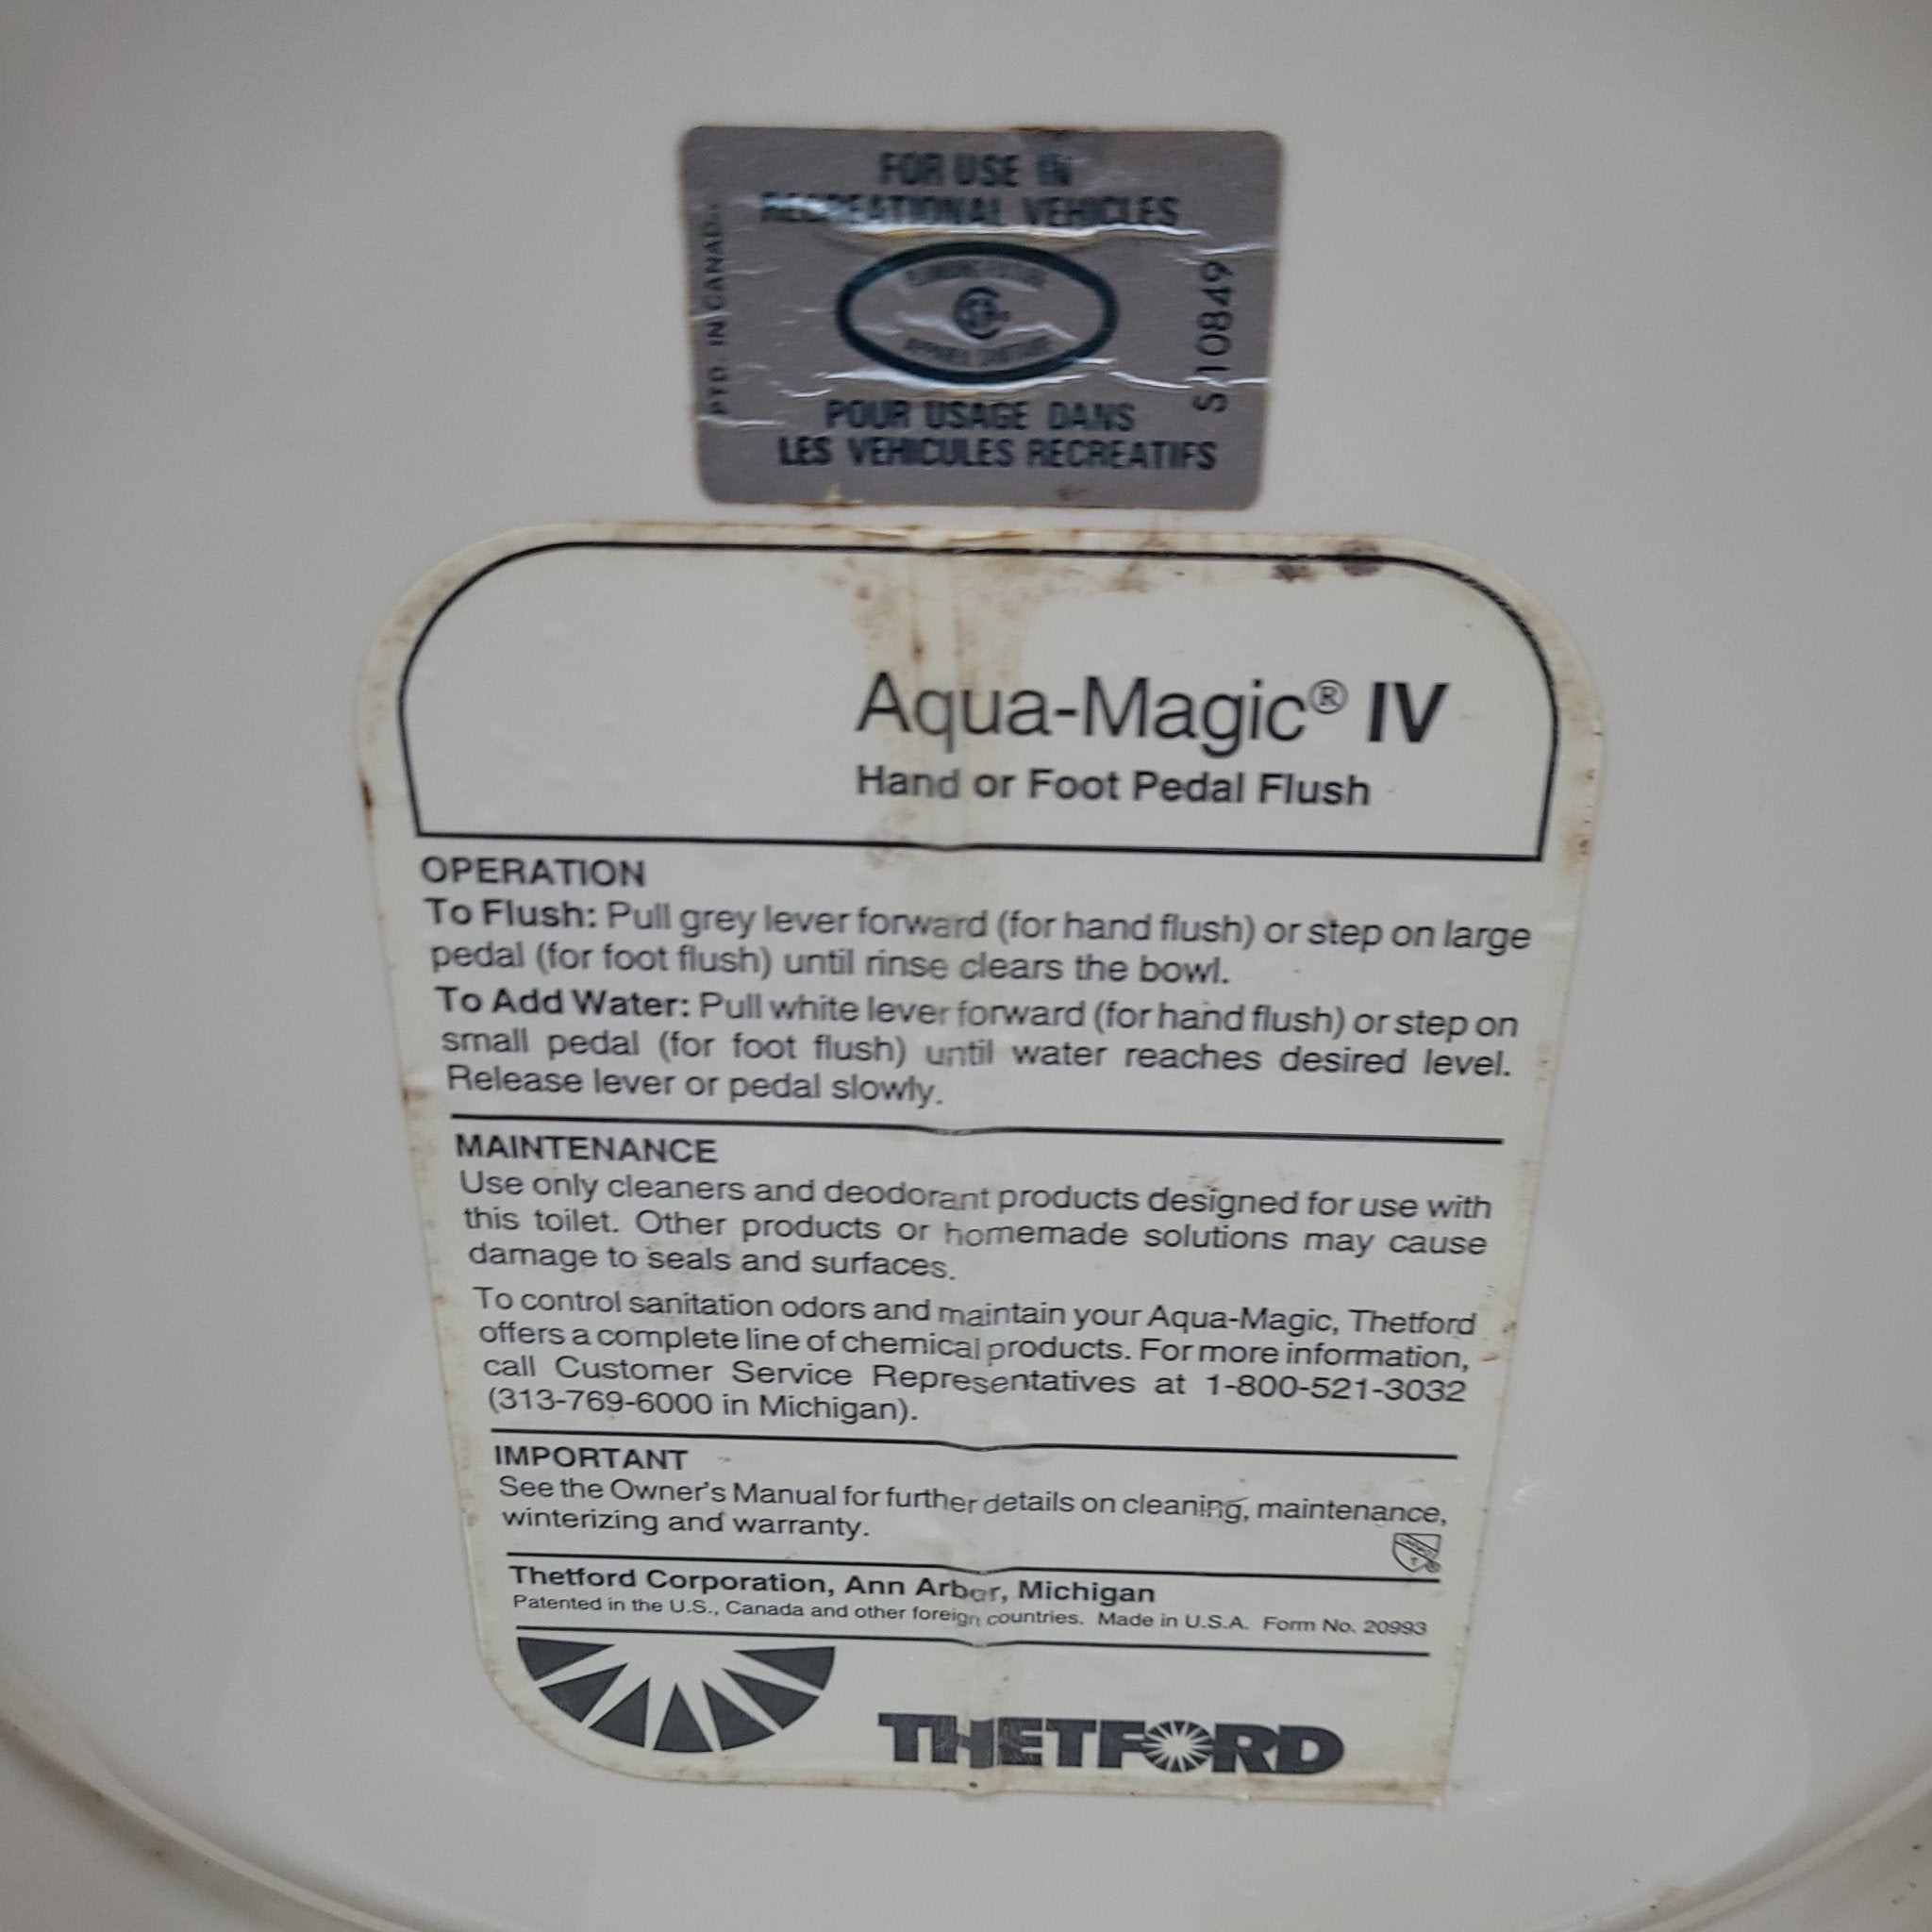 FOR USE IN
RECREATIONAL VEHICLES
PTD. IN CANADA
S 10849
POUR USAGE DANS
LES VEHICULES RECREATIFS
Aqua-Magic® IV
Hand or Foot Pedal Flush
OPERATION
To Flush: Pull grey lever forward (for hand flush) or step on large
pedal (for foot flush) until rinse clears the bowl.
To Add Water: Pull white lever forward (for hand flush) or step on
small pedal (for foot flush) until water reaches desired level.
Release lever or pedal slowly.
MAINTENANCE
Use only cleaners and deodorant products designed for use with
this toilet. Other products or homemade solutions may cause
damage to seals and surfaces.
To control sanitation odors and maintain your Aqua-Magic, Thetford
offers a complete line of chemical products. For more information,
call Customer Service Representatives at 1-800-521-3032
(313-769-6000 in Michigan).
IMPORTANT
See the Owner's Manual for further details on cleaning, maintenance,
winterizing and warranty.
Thetford Corporation, Ann Arbor, Michigan
Patented in the U.S., Canada and other foreign countries. Made in U.S.A. Form No. 20993
THETFORD